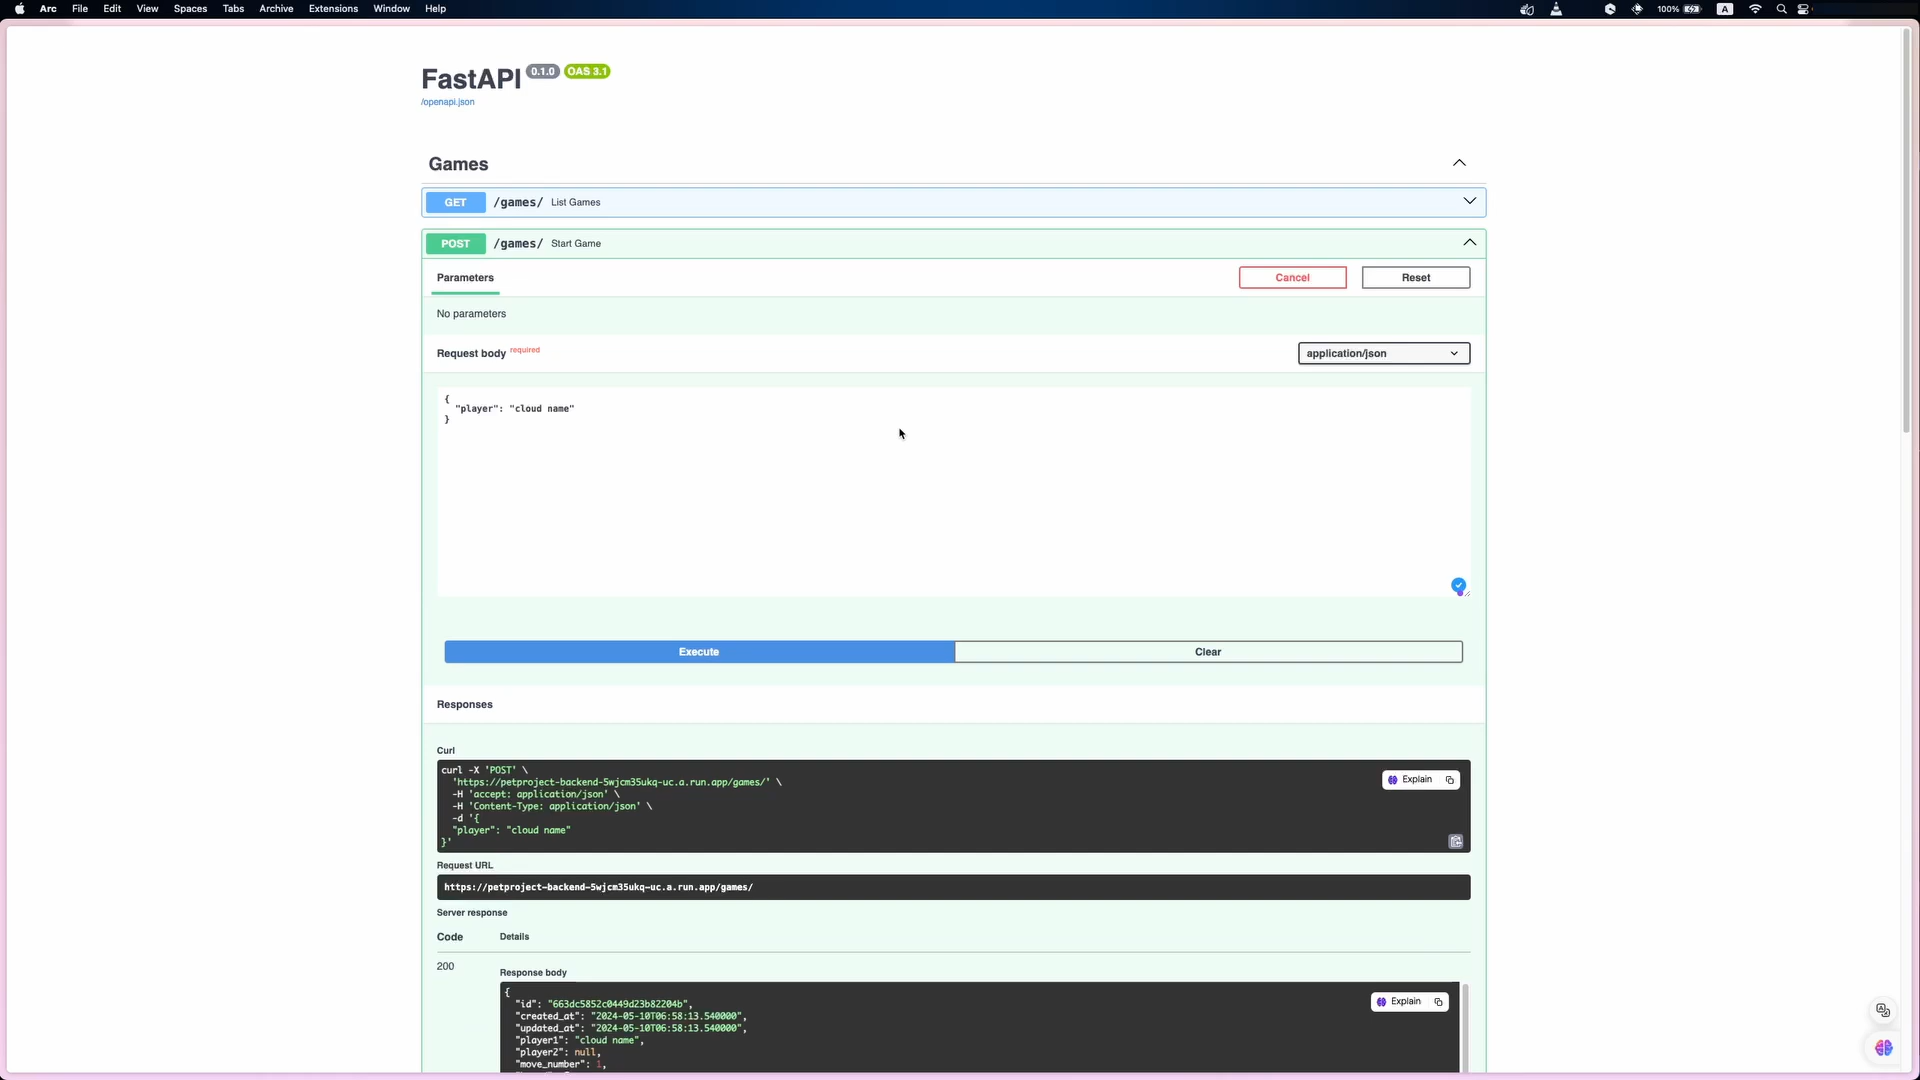 Arc File Edit View Spaces Tabs Archive Extensions Window Help 100% A
FastAPI 0.1.0 OAS 3.1
/openapi.json
Games
GET /games/ List Games
POST /games/ Start Game
Parameters Cancel Reset
No parameters
Request body required application/json
{
"player": "cloud name"
}
Execute Clear
Responses
Curl
curl -X 'POST' \
'https://petproject-backend-5wjcm35ukq-uc.a.run.app/games/' \
-H 'accept: application/json' \
-H 'Content-Type: application/json' \
-d '{
"player": "cloud name"
}'
Explain
Request URL
https://petproject-backend-5wjcm35ukq-uc.a.run.app/games/
Server response
Code Details
200
Response body
{
"id": "663dc5852c0449d23b82204b",
"created_at": "2024-05-10T06:58:13.540000",
"updated_at": "2024-05-10T06:58:13.540000",
"player1": "cloud name",
"player2": null,
"move_number": 1,
Explain